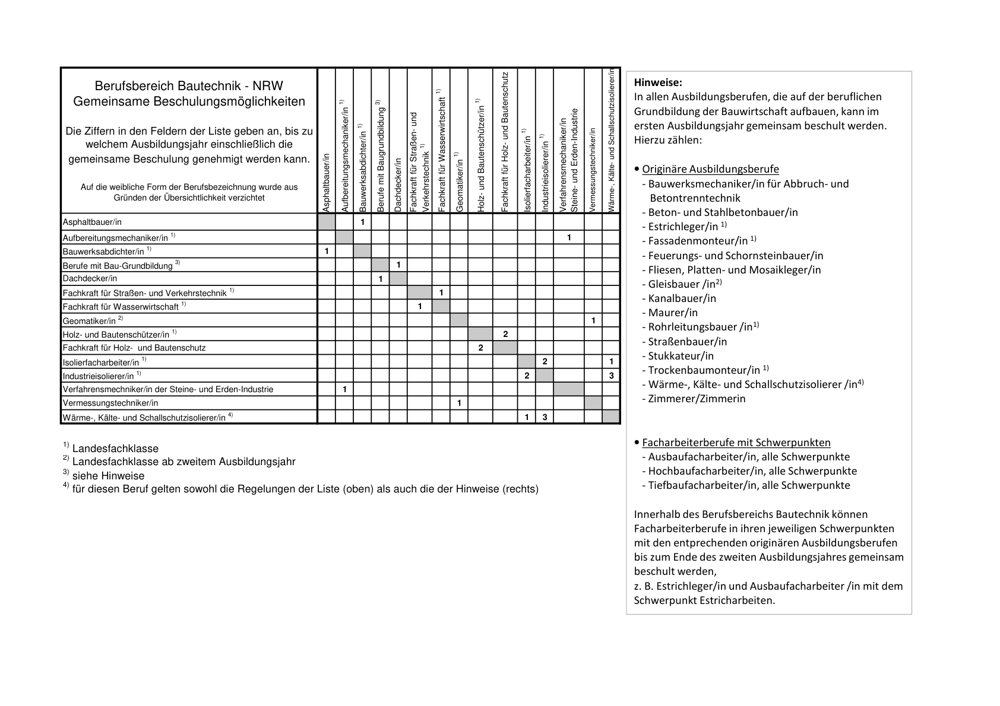 Berufsbereich Bautechnik - NRW
Gemeinsame Beschulungsmöglichkeiten
Die Ziffern in den Feldern der Liste geben an, bis zu
welchem Ausbildungsjahr einschließlich die
gemeinsame Beschulung genehmigt werden kann.
Auf die weibliche Form der Berufsbezeichnung wurde aus
Gründen der Übersichtlichkeit verzichtet
Asphaltbauer/in
Aufbereitungsmechaniker/in 1)
Bauwerksabdichter/in 1)
Berufe mit Baugrundbildung 3)
Dachdecker/in
Fachkraft für Straßen- und
Verkehrstechnik 1)
Fachkraft für Wasserwirtschaft 1)
Geomatiker/in 1)
Holz- und Bautenschützer/in 1)
Fachkraft für Holz- und Bautenschutz
Isolierfacharbeiter/in 1)
Industrieisolierer/in 1)
Verfahrensmechaniker/in
Steine- und Erden-Industrie
Vermessungstechniker/in
Wärme-, Kälte- und Schallschutzisolierer/in
Asphaltbauer/in 1
Aufbereitungsmechaniker/in 1) 1
Bauwerksabdichter/in 1) 1
Berufe mit Bau-Grundbildung 3) 1
Dachdecker/in 1
Fachkraft für Straßen- und Verkehrstechnik 1) 1
Fachkraft für Wasserwirtschaft 1) 1
Geomatiker/in 2) 1
Holz- und Bautenschützer/in 1) 2
Fachkraft für Holz- und Bautenschutz 2
Isolierfacharbeiter/in 1) 2 1
Industrieisolierer/in 1) 2 3
Verfahrensmechniker/in der Steine- und Erden-Industrie 1
Vermessungstechniker/in 1
Wärme-, Kälte- und Schallschutzisolierer/in 4) 1 3
1) Landesfachklasse
2) Landesfachklasse ab zweitem Ausbildungsjahr
3) siehe Hinweise
4) für diesen Beruf gelten sowohl die Regelungen der Liste (oben) als auch die der Hinweise (rechts)
Hinweise:
In allen Ausbildungsberufen, die auf der beruflichen
Grundbildung der Bauwirtschaft aufbauen, kann im
ersten Ausbildungsjahr gemeinsam beschult werden.
Hierzu zählen:
• Originäre Ausbildungsberufe
- Bauwerksmechaniker/in für Abbruch- und
Betontrenntechnik
- Beton- und Stahlbetonbauer/in
- Estrichleger/in 1)
- Fassadenmonteur/in 1)
- Feuerungs- und Schornsteinbauer/in
- Fliesen, Platten- und Mosaikleger/in
- Gleisbauer /in2)
- Kanalbauer/in
- Maurer/in
- Rohrleitungsbauer /in1)
- Straßenbauer/in
- Stukkateur/in
- Trockenbaumonteur/in 1)
- Wärme-, Kälte- und Schallschutzisolierer /in4)
- Zimmerer/Zimmerin
• Facharbeiterberufe mit Schwerpunkten
- Ausbaufacharbeiter/in, alle Schwerpunkte
- Hochbaufacharbeiter/in, alle Schwerpunkte
- Tiefbaufacharbeiter/in, alle Schwerpunkte
Innerhalb des Berufsbereichs Bautechnik können
Facharbeiterberufe in ihren jeweiligen Schwerpunkten
mit den entprechenden originären Ausbildungsberufen
bis zum Ende des zweiten Ausbildungsjahres gemeinsam
beschult werden,
z. B. Estrichleger/in und Ausbaufacharbeiter /in mit dem
Schwerpunkt Estricharbeiten.